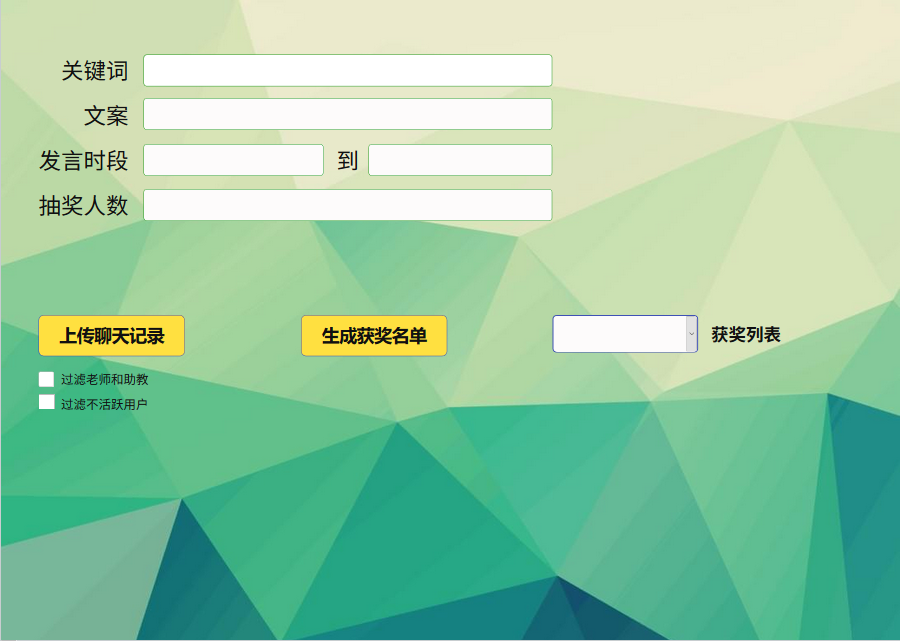 关键词
文案
发言时段 到
抽奖人数
上传聊天记录 生成获奖名单 获奖列表
过滤老师和助教
过滤不活跃用户